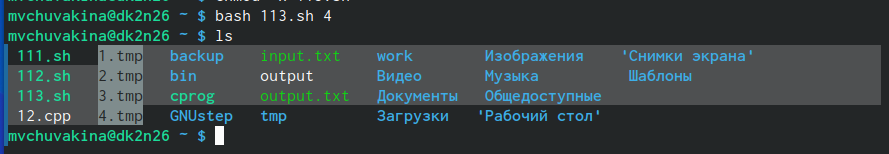 mvchuvakina@dk2n26 ~ $ bash 113.sh 4
mvchuvakina@dk2n26 ~ $ ls
111.sh 1.tmp backup input.txt work Изображения 'Снимки экрана'
112.sh 2.tmp bin output Видео Музыка Шаблоны
113.sh 3.tmp cprog output.txt Документы Общедоступные
12.cpp 4.tmp GNUstep tmp Загрузки 'Рабочий стол'
mvchuvakina@dk2n26 ~ $